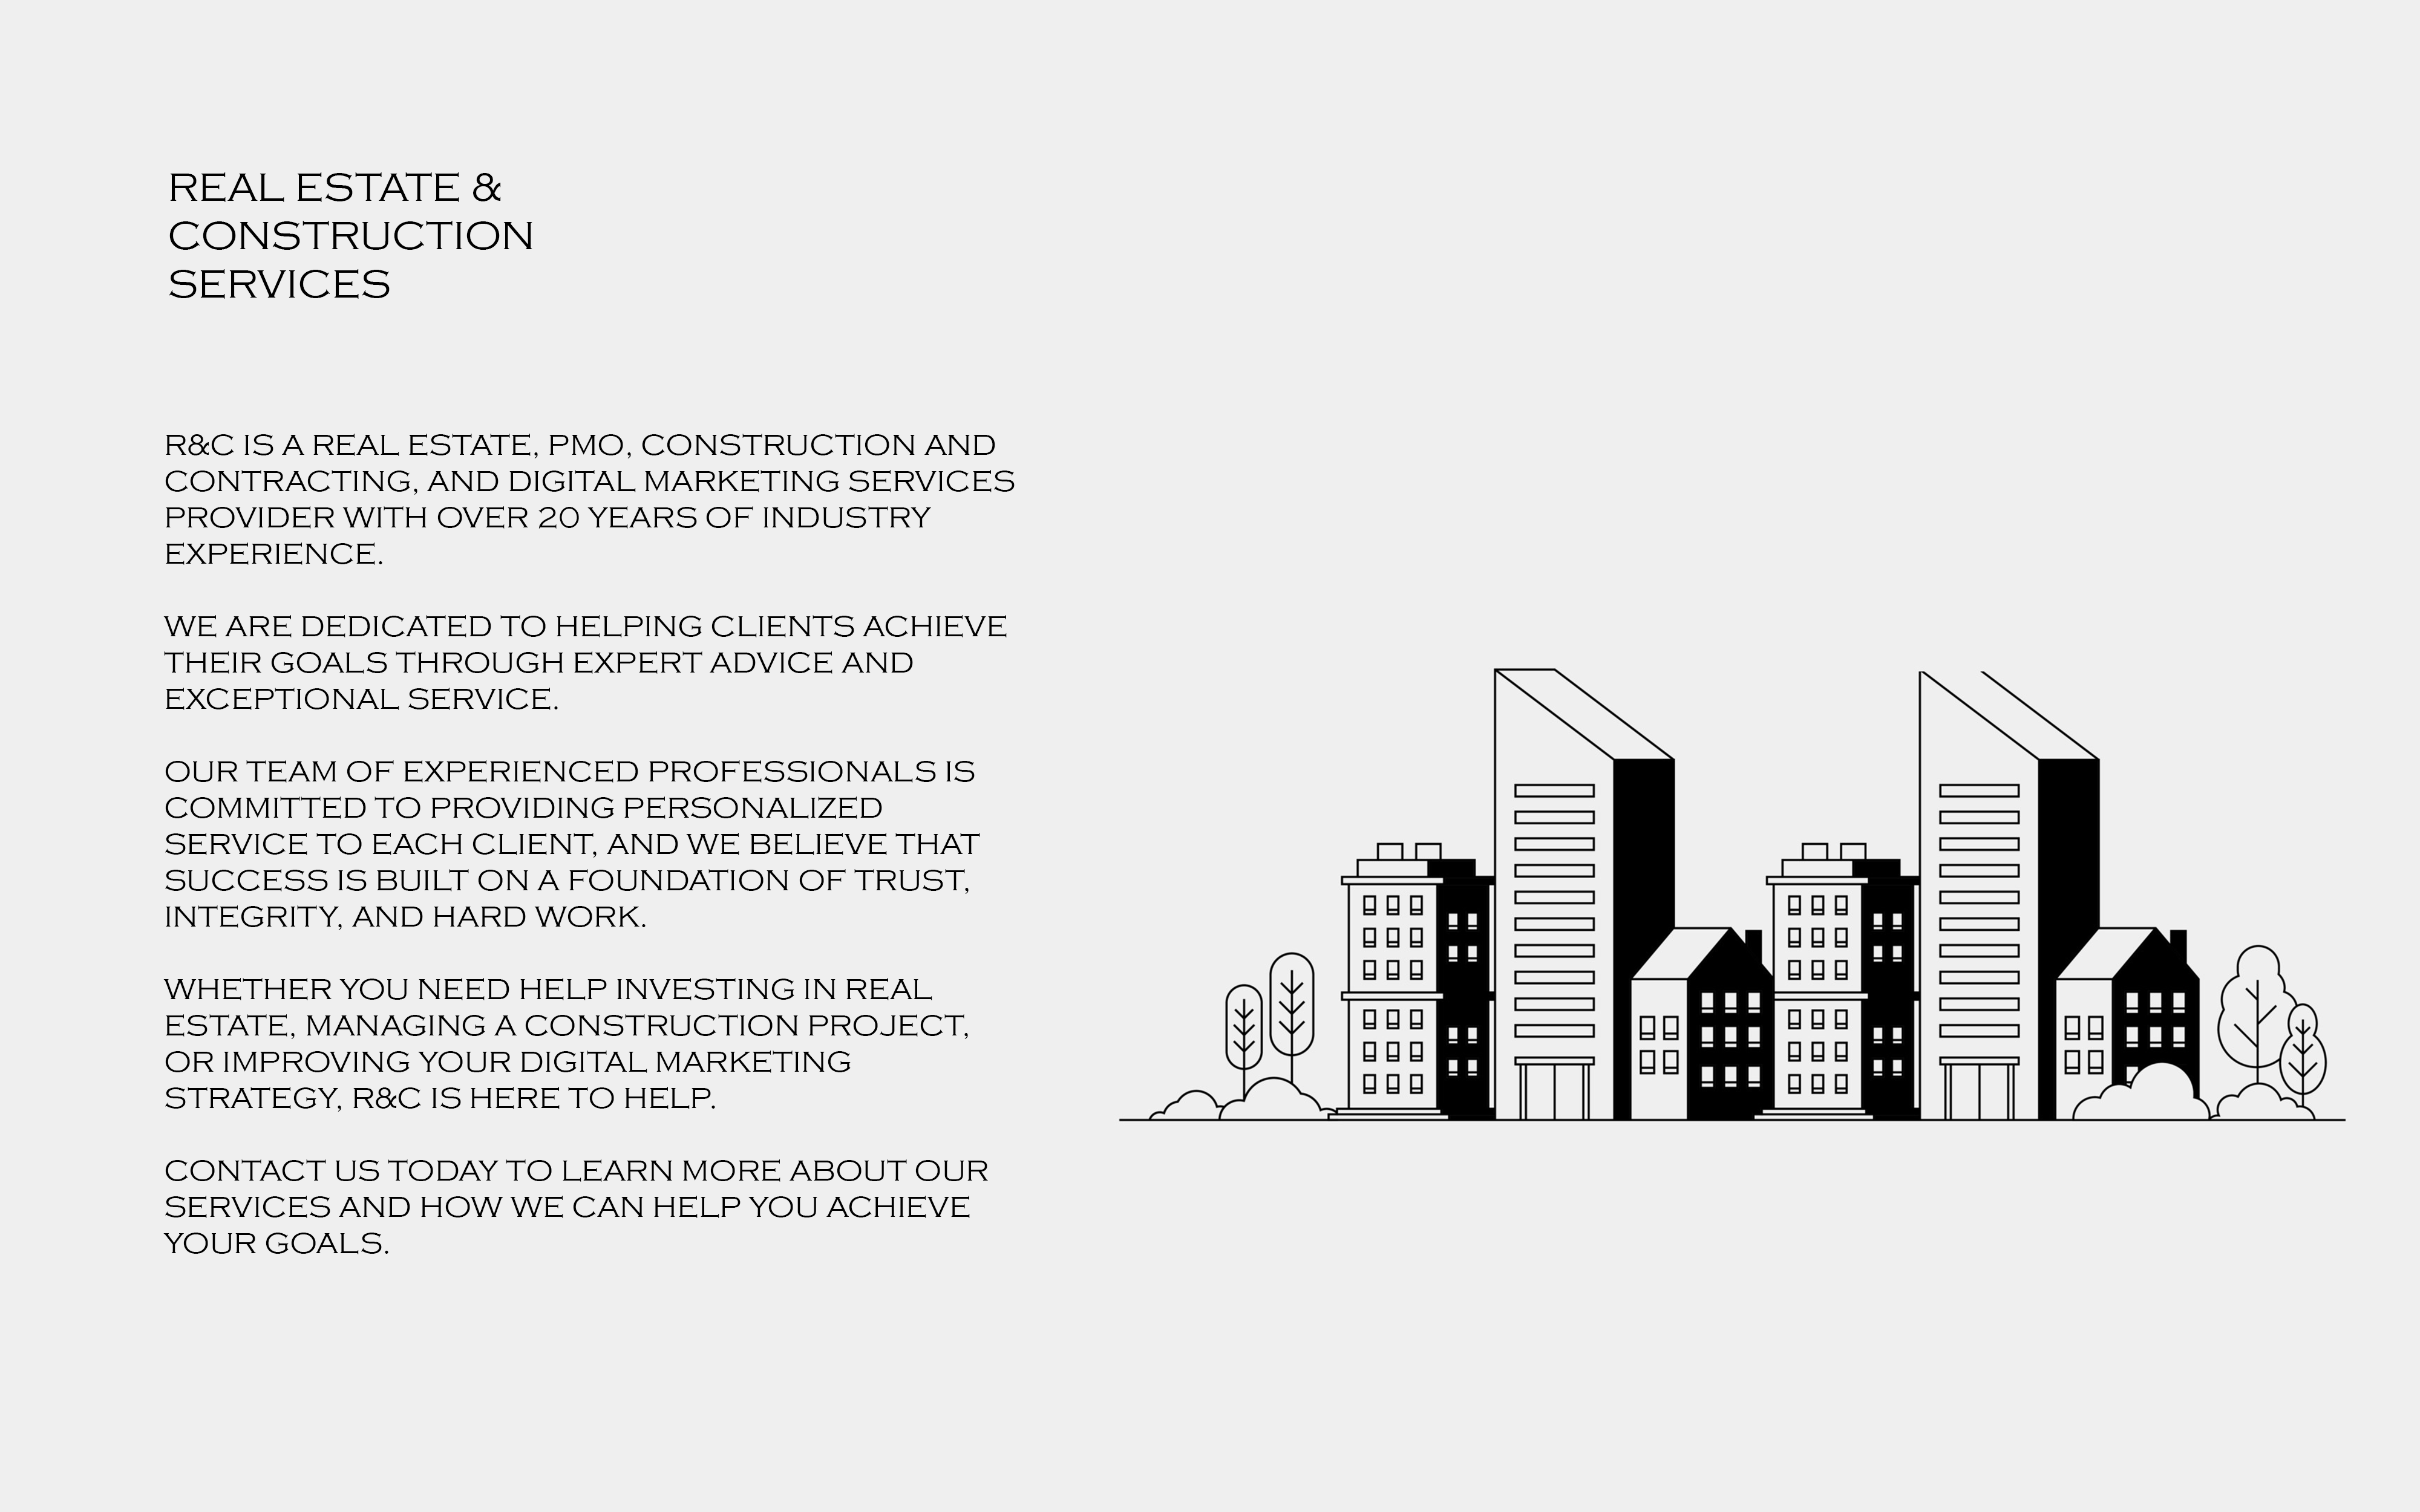 REAL ESTATE &
CONSTRUCTION
SERVICES
R&C IS A REAL ESTATE, PMO, CONSTRUCTION AND
CONTRACTING, AND DIGITAL MARKETING SERVICES
PROVIDER WITH OVER 20 YEARS OF INDUSTRY
EXPERIENCE.
WE ARE DEDICATED TO HELPING CLIENTS ACHIEVE
THEIR GOALS THROUGH EXPERT ADVICE AND
EXCEPTIONAL SERVICE.
OUR TEAM OF EXPERIENCED PROFESSIONALS IS
COMMITTED TO PROVIDING PERSONALIZED
SERVICE TO EACH CLIENT, AND WE BELIEVE THAT
SUCCESS IS BUILT ON A FOUNDATION OF TRUST,
INTEGRITY, AND HARD WORK.
WHETHER YOU NEED HELP INVESTING IN REAL
ESTATE, MANAGING A CONSTRUCTION PROJECT,
OR IMPROVING YOUR DIGITAL MARKETING
STRATEGY, R&C IS HERE TO HELP.
CONTACT US TODAY TO LEARN MORE ABOUT OUR
SERVICES AND HOW WE CAN HELP YOU ACHIEVE
YOUR GOALS.